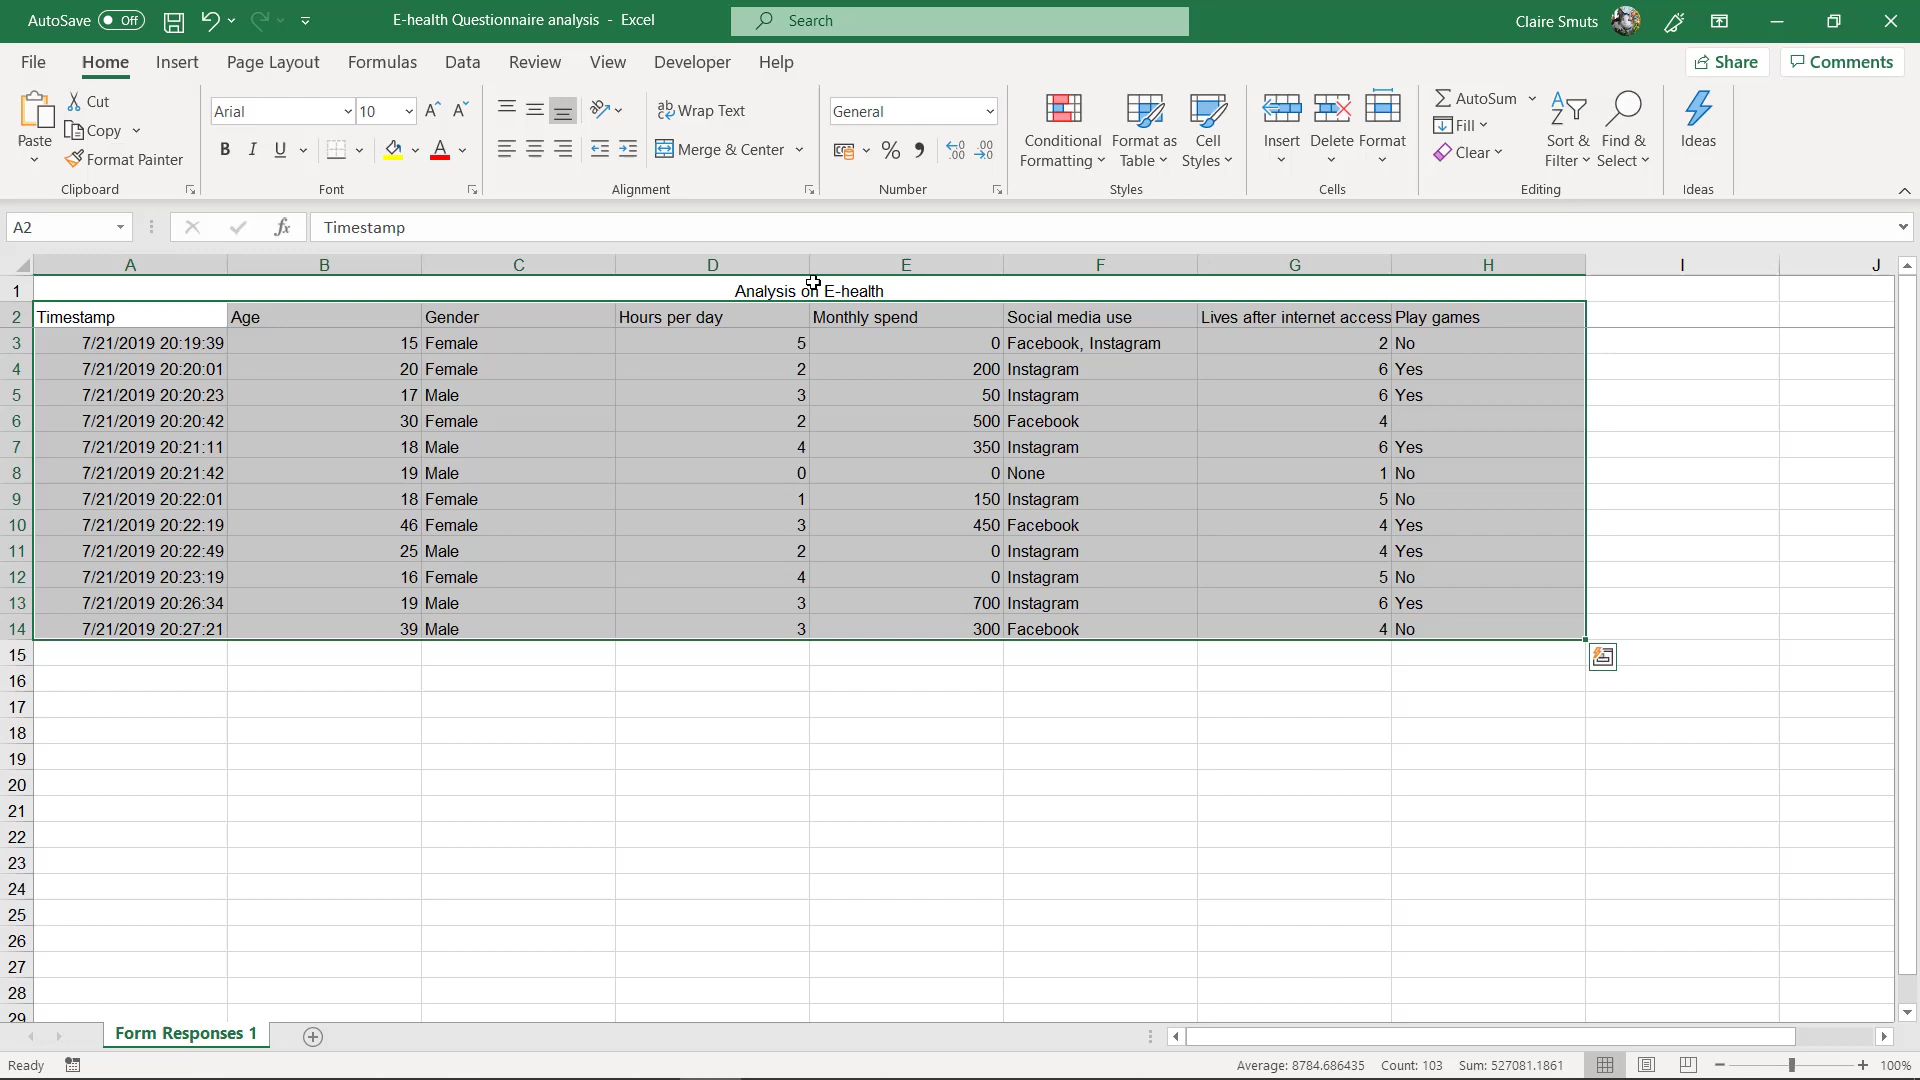 AutoSave Off E-health Questionnaire analysis - Excel Search Claire Smuts
File Home Insert Page Layout Formulas Data Developer Review View Help Share Comments
Paste Cut Copy Format Painter Clipboard
Arial 10 B I U A Font
Wrap Text Merge & Center Alignment
General % Number
Conditional Formatting Format as Table Cell Styles Styles
Insert Delete Format Cells
AutoSum Fill Clear Sort & Filter Find & Select Editing
Ideas Ideas
A2 fx Timestamp
A B C D E F G H I J
1 Analysis on E-health
2 Timestamp Age Gender Hours per day Monthly spend Social media use Lives after internet access Play games
3 7/21/2019 20:19:39 15 Female 5 0 Facebook, Instagram 2 No
4 7/21/2019 20:20:01 20 Female 2 200 Instagram 6 Yes
5 7/21/2019 20:20:23 17 Male 3 50 Instagram 6 Yes
6 7/21/2019 20:20:42 30 Female 2 500 Facebook 4
7 7/21/2019 20:21:11 18 Male 4 350 Instagram 6 Yes
8 7/21/2019 20:21:42 19 Male 0 0 None 1 No
9 7/21/2019 20:22:01 18 Female 1 150 Instagram 5 No
10 7/21/2019 20:22:19 46 Female 3 450 Facebook 4 Yes
11 7/21/2019 20:22:49 25 Male 2 0 Instagram 4 Yes
12 7/21/2019 20:23:19 16 Female 4 0 Instagram 5 No
13 7/21/2019 20:26:34 19 Male 3 700 Instagram 6 Yes
14 7/21/2019 20:27:21 39 Male 3 300 Facebook 4 No
15
16
17
18
19
20
21
22
23
24
25
26
27
28
29
Form Responses 1
Ready Average: 8784.686435 Count: 103 Sum: 527081.1861 100%